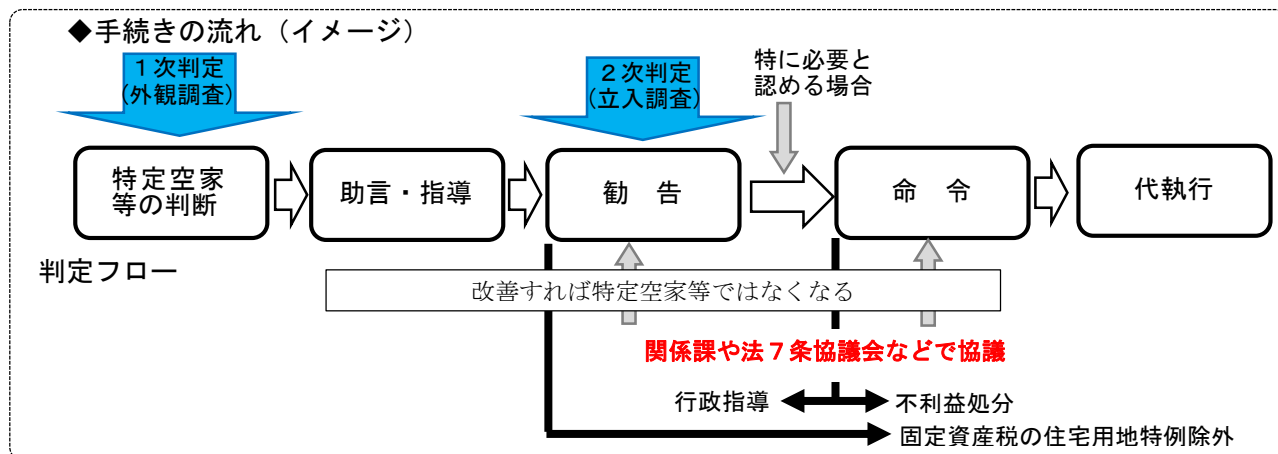 ◆手続きの流れ（イメージ）
１次判定
(外観調査)
２次判定
(立入調査)
特に必要と
認める場合
特定空家
等の判断
助言・指導
勧　告
命　令
代執行
判定フロー
改善すれば特定空家等ではなくなる
関係課や法７条協議会などで協議
行政指導
不利益処分
固定資産税の住宅用地特例除外